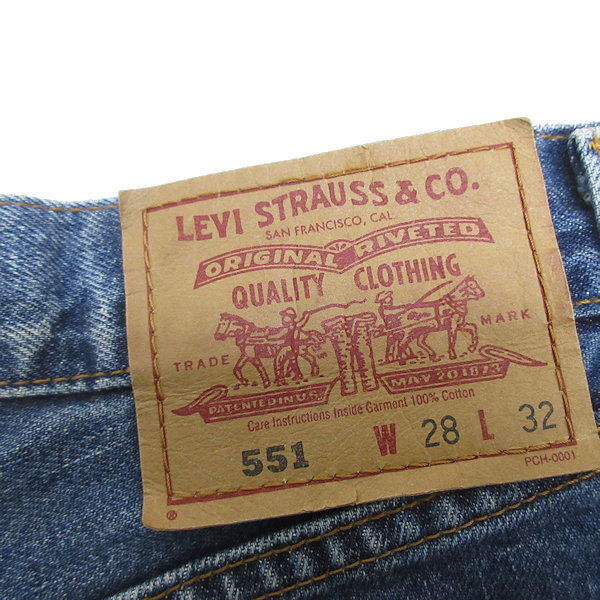 LEVI STRAUSS & CO.
SAN FRANCISCO, CAL.
ORIGINAL RIVETED
QUALITY CLOTHING
TRADE MARK
PATENTED IN U.S. MAY 20 1873
Care Instructions Inside Garment 100% Cotton
551 W 28 L 32
® PCH-0001